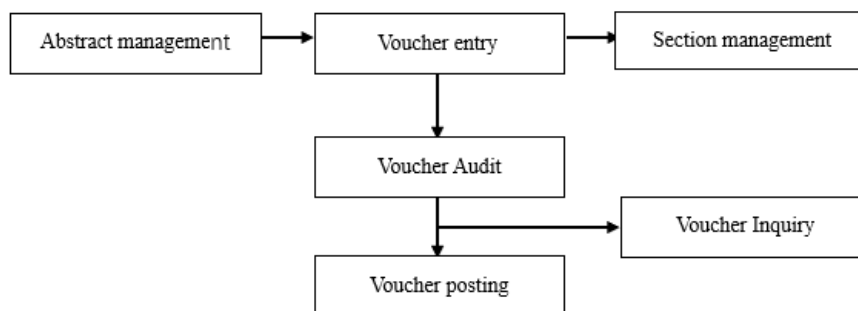 Abstract management
Voucher entry
Section management
Voucher Audit
Voucher Inquiry
Voucher posting